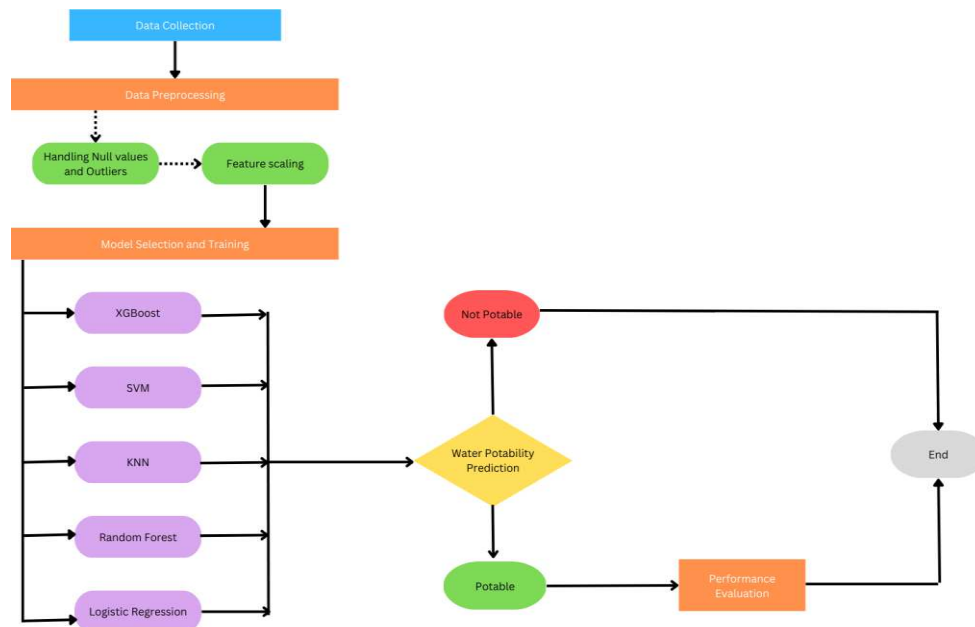 Data Collection
Data Preprocessing
Handling Null values
and Outliers
Feature scaling
Model Selection and Training
XGBoost
SVM
KNN
Random Forest
Logistic Regression
Not Potable
Water Potability
Prediction
Potable
Performance
Evaluation
End